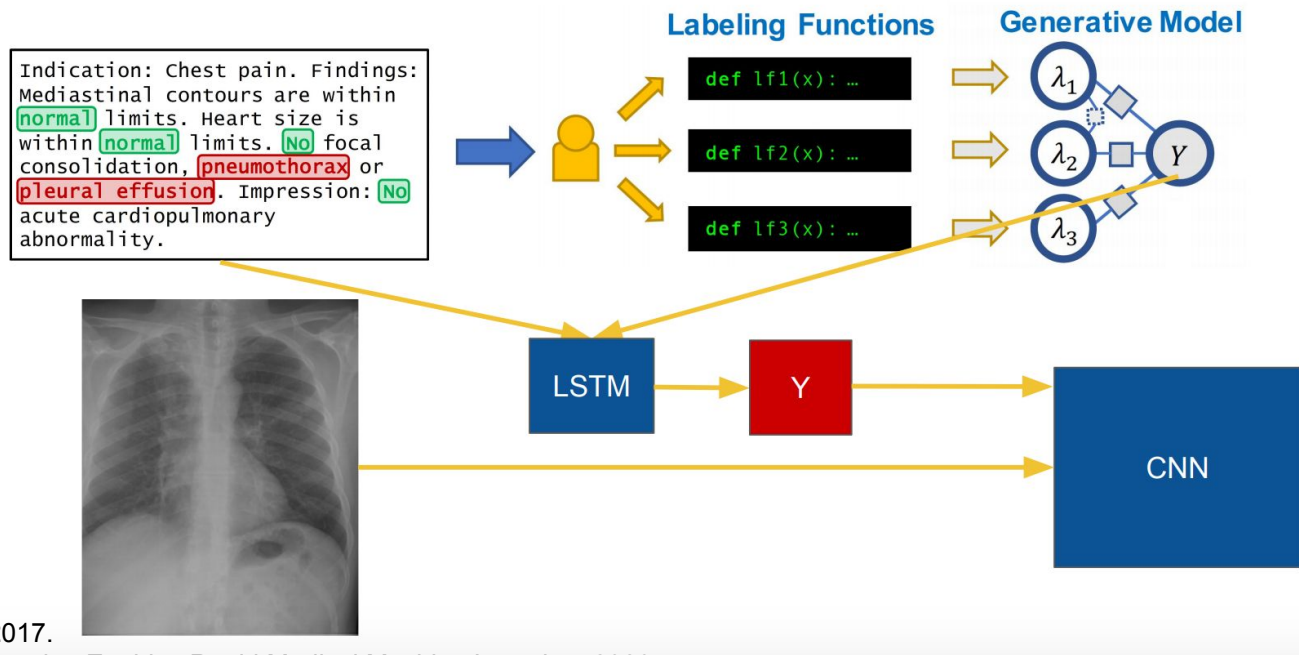 Labeling Functions
Generative Model
Indication: Chest pain. Findings:
Mediastinal contours are within
normal limits. Heart size is
within normal limits. No focal
consolidation, pneumothorax or
pleural effusion. Impression: No
acute cardiopulmonary
abnormality.
def lf1(x): …
def lf2(x): …
def lf3(x): …
λ1
λ2
λ3
Y
LSTM
Y
CNN
2017.